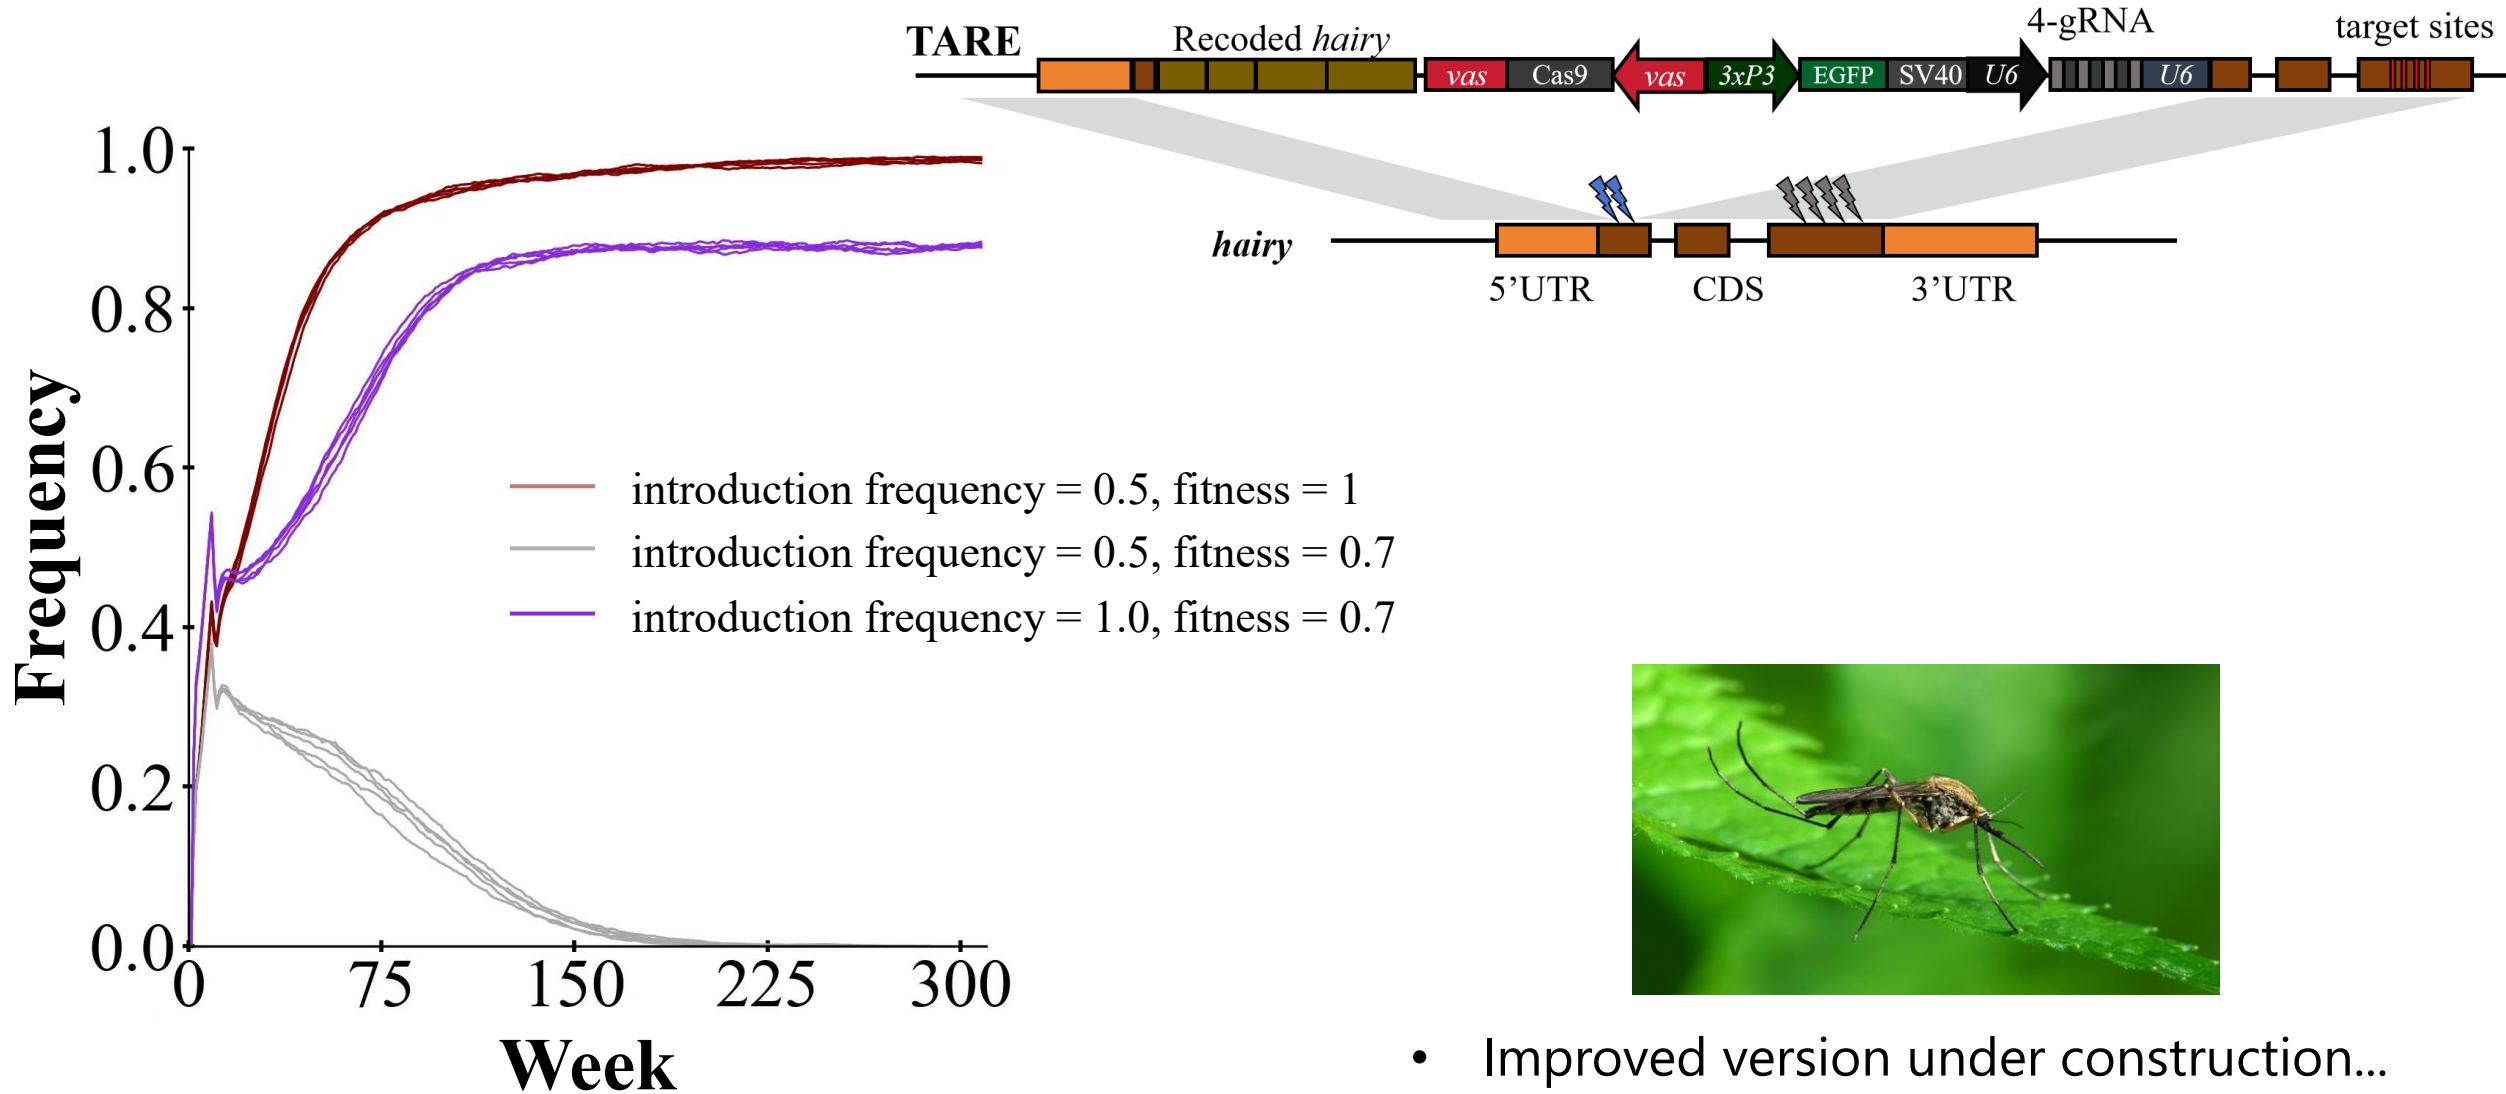 TARE
Recoded hairy
4-gRNA
target sites
vas Cas9 vas 3xP3 EGFP SV40 U6 U6
hairy
5’UTR CDS 3’UTR
Frequency
1.0
0.8
0.6
0.4
0.2
0.0
introduction frequency = 0.5, fitness = 1
introduction frequency = 0.5, fitness = 0.7
introduction frequency = 1.0, fitness = 0.7
0 75 150 225 300
Week
• Improved version under construction...